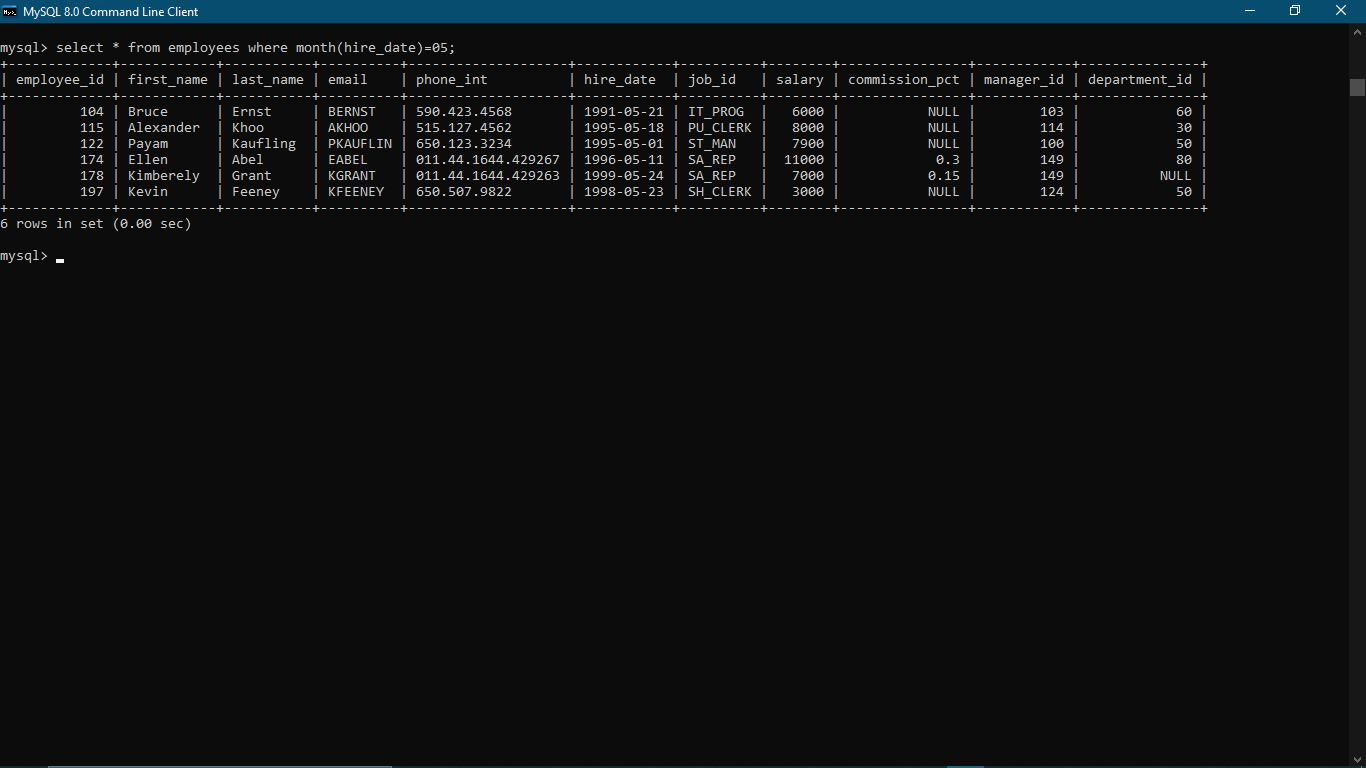 MySQL 8.0 Command Line Client
mysql> select * from employees where month(hire_date)=05;
+-------------+------------+-----------+----------+--------------------+------------+----------+--------+----------------+------------+---------------+
| employee_id | first_name | last_name | email    | phone_int          | hire_date  | job_id   | salary | commission_pct | manager_id | department_id |
+-------------+------------+-----------+----------+--------------------+------------+----------+--------+----------------+------------+---------------+
|         104 | Bruce      | Ernst     | BERNST   | 590.423.4568       | 1991-05-21 | IT_PROG  |   6000 |           NULL |        103 |            60 |
|         115 | Alexander  | Khoo      | AKHOO    | 515.127.4562       | 1995-05-18 | PU_CLERK |   8000 |           NULL |        114 |            30 |
|         122 | Payam      | Kaufling  | PKAUFLIN | 650.123.3234       | 1995-05-01 | ST_MAN   |   7900 |           NULL |        100 |            50 |
|         174 | Ellen      | Abel      | EABEL    | 011.44.1644.429267 | 1996-05-11 | SA_REP   |  11000 |            0.3 |        149 |            80 |
|         178 | Kimberely  | Grant     | KGRANT   | 011.44.1644.429263 | 1999-05-24 | SA_REP   |   7000 |           0.15 |        149 |          NULL |
|         197 | Kevin      | Feeney    | KFEENEY  | 650.507.9822       | 1998-05-23 | SH_CLERK |   3000 |           NULL |        124 |            50 |
+-------------+------------+-----------+----------+--------------------+------------+----------+--------+----------------+------------+---------------+
6 rows in set (0.00 sec)
mysql>